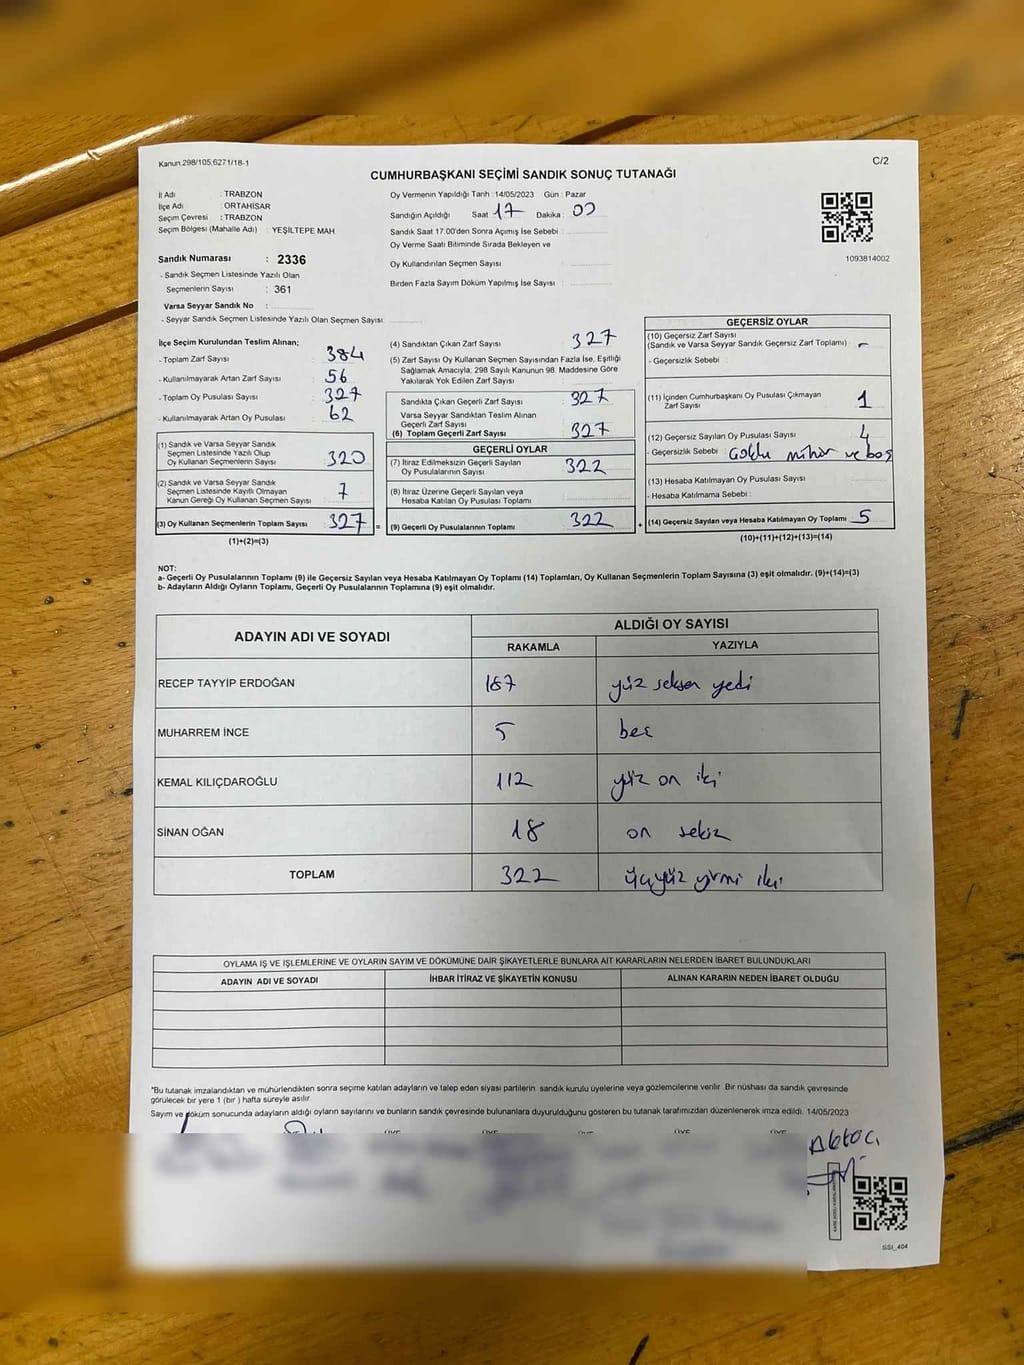 Kanun,298/105,6271/18-1
C/2
CUMHURBAŞKANI SEÇİMİ SANDIK SONUÇ TUTANAĞI
İl Adı : TRABZON
İlçe Adı : ORTAHİSAR
Seçim Çevresi : TRABZON
Seçim Bölgesi (Mahalle Adı) : YEŞİLTEPE MAH.
Oy Vermenin Yapıldığı Tarih :14/05/2023 Gün : Pazar
Sandığın Açıldığı Saat 17 Dakika : 00
Sandık Saat 17:00'den Sonra Açımış İse Sebebi :
Oy Verme Saati Bitiminde Sırada Bekleyen ve
Oy Kullandırılan Seçmen Sayısı
Birden Fazla Sayım Döküm Yapılmış İse Sayısı :
1093814002
Sandık Numarası : 2336
- Sandık Seçmen Listesinde Yazılı Olan
Seçmenlerin Sayısı : 361
Varsa Seyyar Sandık No :
- Seyyar Sandık Seçmen Listesinde Yazılı Olan Seçmen Sayısı
İlçe Seçim Kurulundan Teslim Alınan;
- Toplam Zarf Sayısı : 384
- Kullanılmayarak Artan Zarf Sayısı : 56
- Toplam Oy Pusulası Sayısı : 327
- Kullanılmayarak Artan Oy Pusulası : 62
(1) Sandık ve Varsa Seyyar Sandık
Seçmen Listesinde Yazılı Olup
Oy Kullanan Seçmenlerin Sayısı 320
(2) Sandık ve Varsa Seyyar Sandık
Seçmen Listesinde Kayıtlı Olmayan
Kanun Gereği Oy Kullanan Seçmen Sayısı : 7
(3) Oy Kullanan Seçmenlerin Toplam Sayısı : 327 =
(1)+(2)=(3)
(4) Sandıktan Çıkan Zarf Sayısı : 327
(5) Zarf Sayısı Oy Kullanan Seçmen Sayısından Fazla İse, Eşitliği
Sağlamak Amacıyla, 298 Sayılı Kanunun 98. Maddesine Göre
Yakılarak Yok Edilen Zarf Sayısı :
Sandıkta Çıkan Geçerli Zarf Sayısı : 327
Varsa Seyyar Sandıktan Teslim Alınan
Geçerli Zarf Sayısı
(6) Toplam Geçerli Zarf Sayısı : 327
GEÇERLİ OYLAR
(7) İtiraz Edilmeksizin Geçerli Sayılan
Oy Pusulalarının Sayısı : 322
(8) İtiraz Üzerine Geçerli Sayılan veya
Hesaba Katılan Oy Pusulası Toplamı
(9) Geçerli Oy Pusulalarının Toplamı : 322 +
GEÇERSİZ OYLAR
(10) Geçersiz Zarf Sayısı
(Sandık ve Varsa Seyyar Sandık Geçersiz Zarf Toplamı) : -
- Geçersizlik Sebebi :
(11) İçinden Cumhurbaşkanı Oy Pusulası Çıkmayan
Zarf Sayısı : 1
(12) Geçersiz Sayılan Oy Pusulası Sayısı : 4
- Geçersizlik Sebebi : mühür ve boş
(13) Hesaba Katılmayan Oy Pusulası Sayısı
- Hesaba Katılmama Sebebi :
(14) Geçersiz Sayılan veya Hesaba Katılmayan Oy Toplamı : 5
(10)+(11)+(12)+(13)=(14)
NOT:
a- Geçerli Oy Pusulalarının Toplamı (9) ile Geçersiz Sayılan veya Hesaba Katılmayan Oy Toplamı (14) Toplamları, Oy Kullanan Seçmenlerin Toplam Sayısına (3) eşit olmalıdır. (9)+(14)=(3)
b- Adayların Aldığı Oyların Toplamı, Geçerli Oy Pusulalarının Toplamına (9) eşit olmalıdır.
ADAYIN ADI VE SOYADI
ALDIĞI OY SAYISI
RAKAMLA YAZIYLA
RECEP TAYYİP ERDOĞAN 187 yüz seksen yedi
MUHARREM İNCE 5 beş
KEMAL KILIÇDAROĞLU 112 yüz on iki
SİNAN OĞAN 18 on sekiz
TOPLAM 322 üçyüz yirmi iki
OYLAMA İŞ VE İŞLEMLERİNE VE OYLARIN SAYIM VE DÖKÜMÜNE DAİR ŞİKAYETLERLE BUNLARA AİT KARARLARIN NELERDEN İBARET BULUNDUKLARI
ADAYIN ADI VE SOYADI İHBAR İTİRAZ VE ŞİKAYETİN KONUSU ALINAN KARARIN NEDEN İBARET OLDUĞU
*Bu tutanak imzalandıktan ve mühürlendikten sonra seçime katılan adayların ve talep eden siyasi partilerin sandık kurulu üyelerine veya gözlemcilerine verilir. Bir nüshası da sandık çevresinde
görülecek bir yere 1 (bir ) hafta süreyle asılır.
Sayım ve döküm sonucunda adayların aldığı oyların sayılarını ve bunların sandık çevresinde bulunanlara duyurulduğunu gösteren bu tutanak tarafımızdan düzenlenerek imza edildi. 14/05/2023
SSI_404